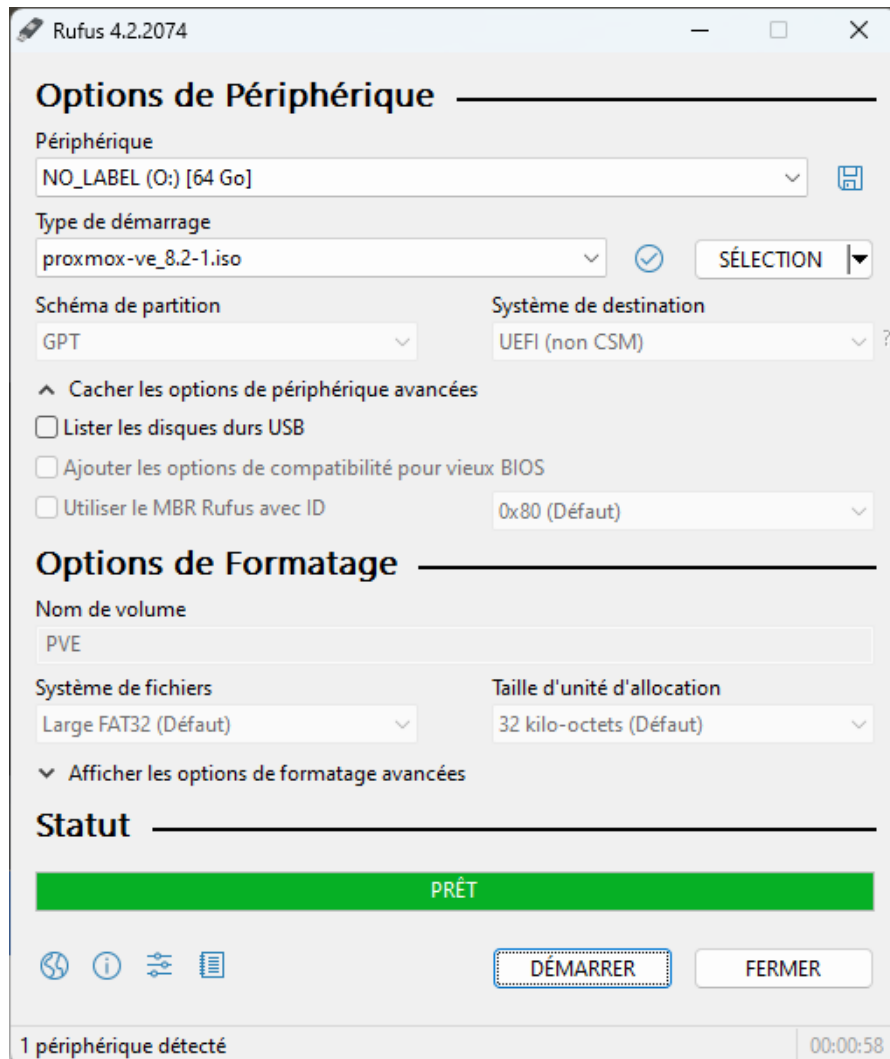 Rufus 4.2.2074
Options de Périphérique
Périphérique
NO_LABEL (O:) [64 Go]
Type de démarrage
proxmox-ve_8.2-1.iso SÉLECTION
Schéma de partition Système de destination
GPT UEFI (non CSM) ?
Cacher les options de périphérique avancées
Lister les disques durs USB
Ajouter les options de compatibilité pour vieux BIOS
Utiliser le MBR Rufus avec ID 0x80 (Défaut)
Options de Formatage
Nom de volume
PVE
Système de fichiers Taille d'unité d'allocation
Large FAT32 (Défaut) 32 kilo-octets (Défaut)
Afficher les options de formatage avancées
Statut
PRÊT
DÉMARRER FERMER
1 périphérique détecté 00:00:58